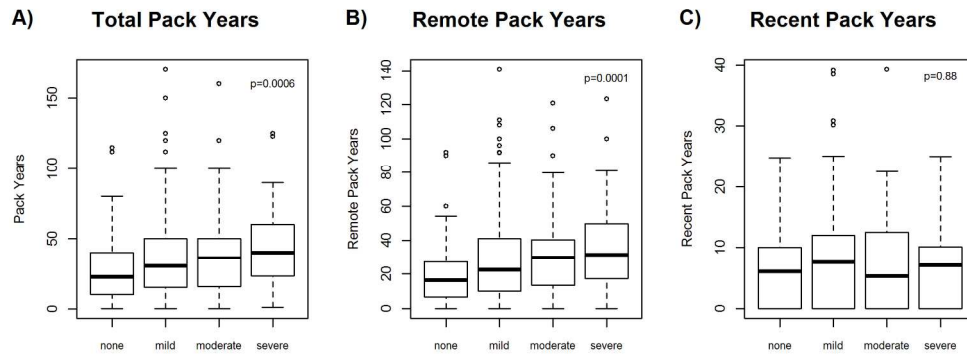 A) Total Pack Years
p=0.0006
Pack Years
150
100
50
0
none mild moderate severe
B) Remote Pack Years
p=0.0001
Remote Pack Years
140
120
100
80
60
40
20
0
none mild moderate severe
C) Recent Pack Years
p=0.88
Recent Pack Years
40
30
20
10
0
none mild moderate severe